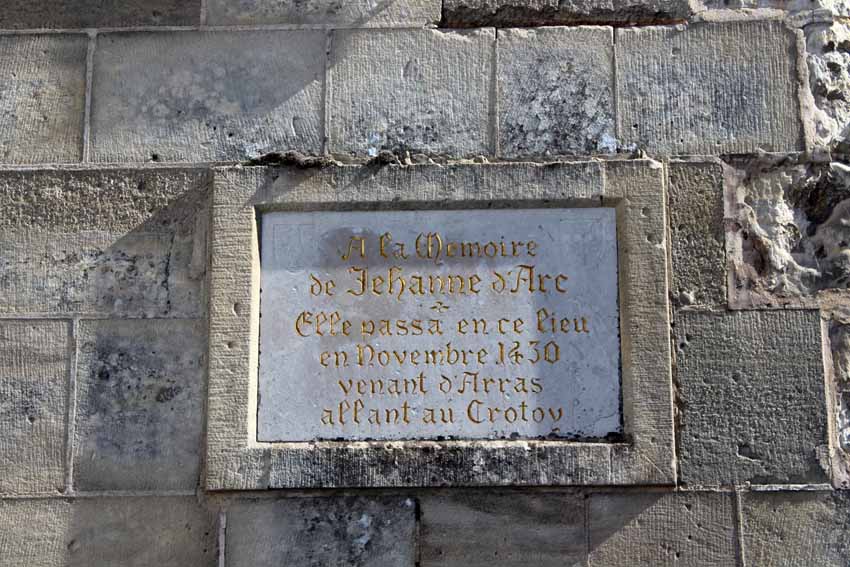 A la Memoire
de Jehanne d'Arc
Elle passa en ce lieu
en Novembre 1430
venant d'Arras
allant au Crotoy